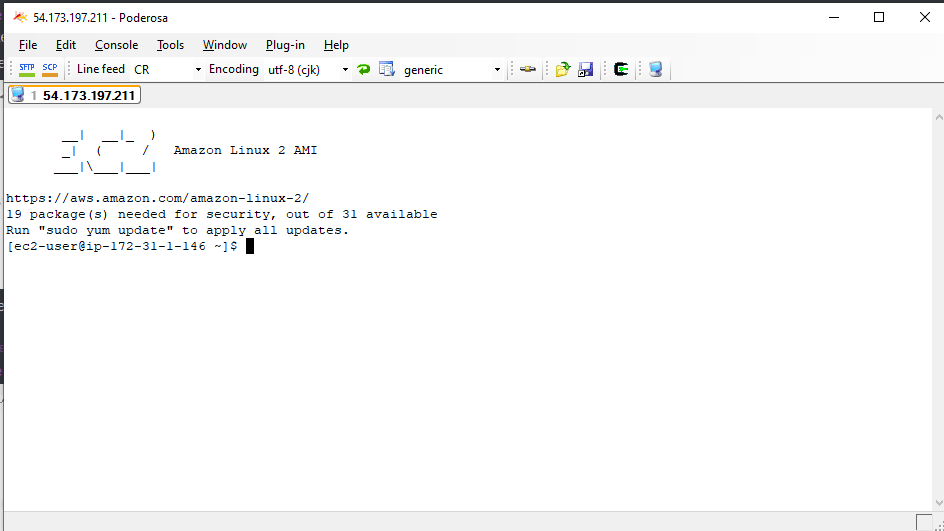 54.173.197.211 - Poderosa
File Edit Console Tools Window Plug-in Help
SFTP SCP Line feed CR Encoding utf-8 (cjk) generic
1 54.173.197.211
__|  __|_  )
_|  (     /   Amazon Linux 2 AMI
___|\___|___|
https://aws.amazon.com/amazon-linux-2/
19 package(s) needed for security, out of 31 available
Run "sudo yum update" to apply all updates.
[ec2-user@ip-172-31-1-146 ~]$